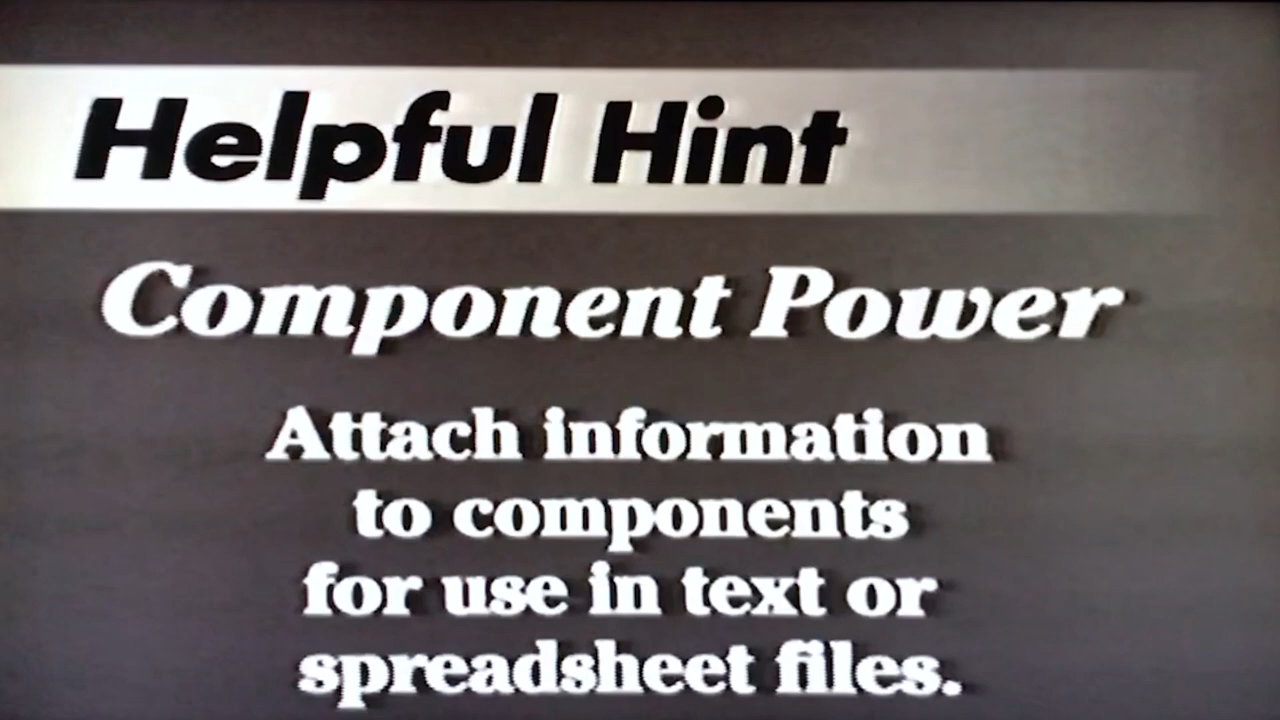 Helpful Hint
Component Power
Attach information
to components
for use in text or
spreadsheet files.